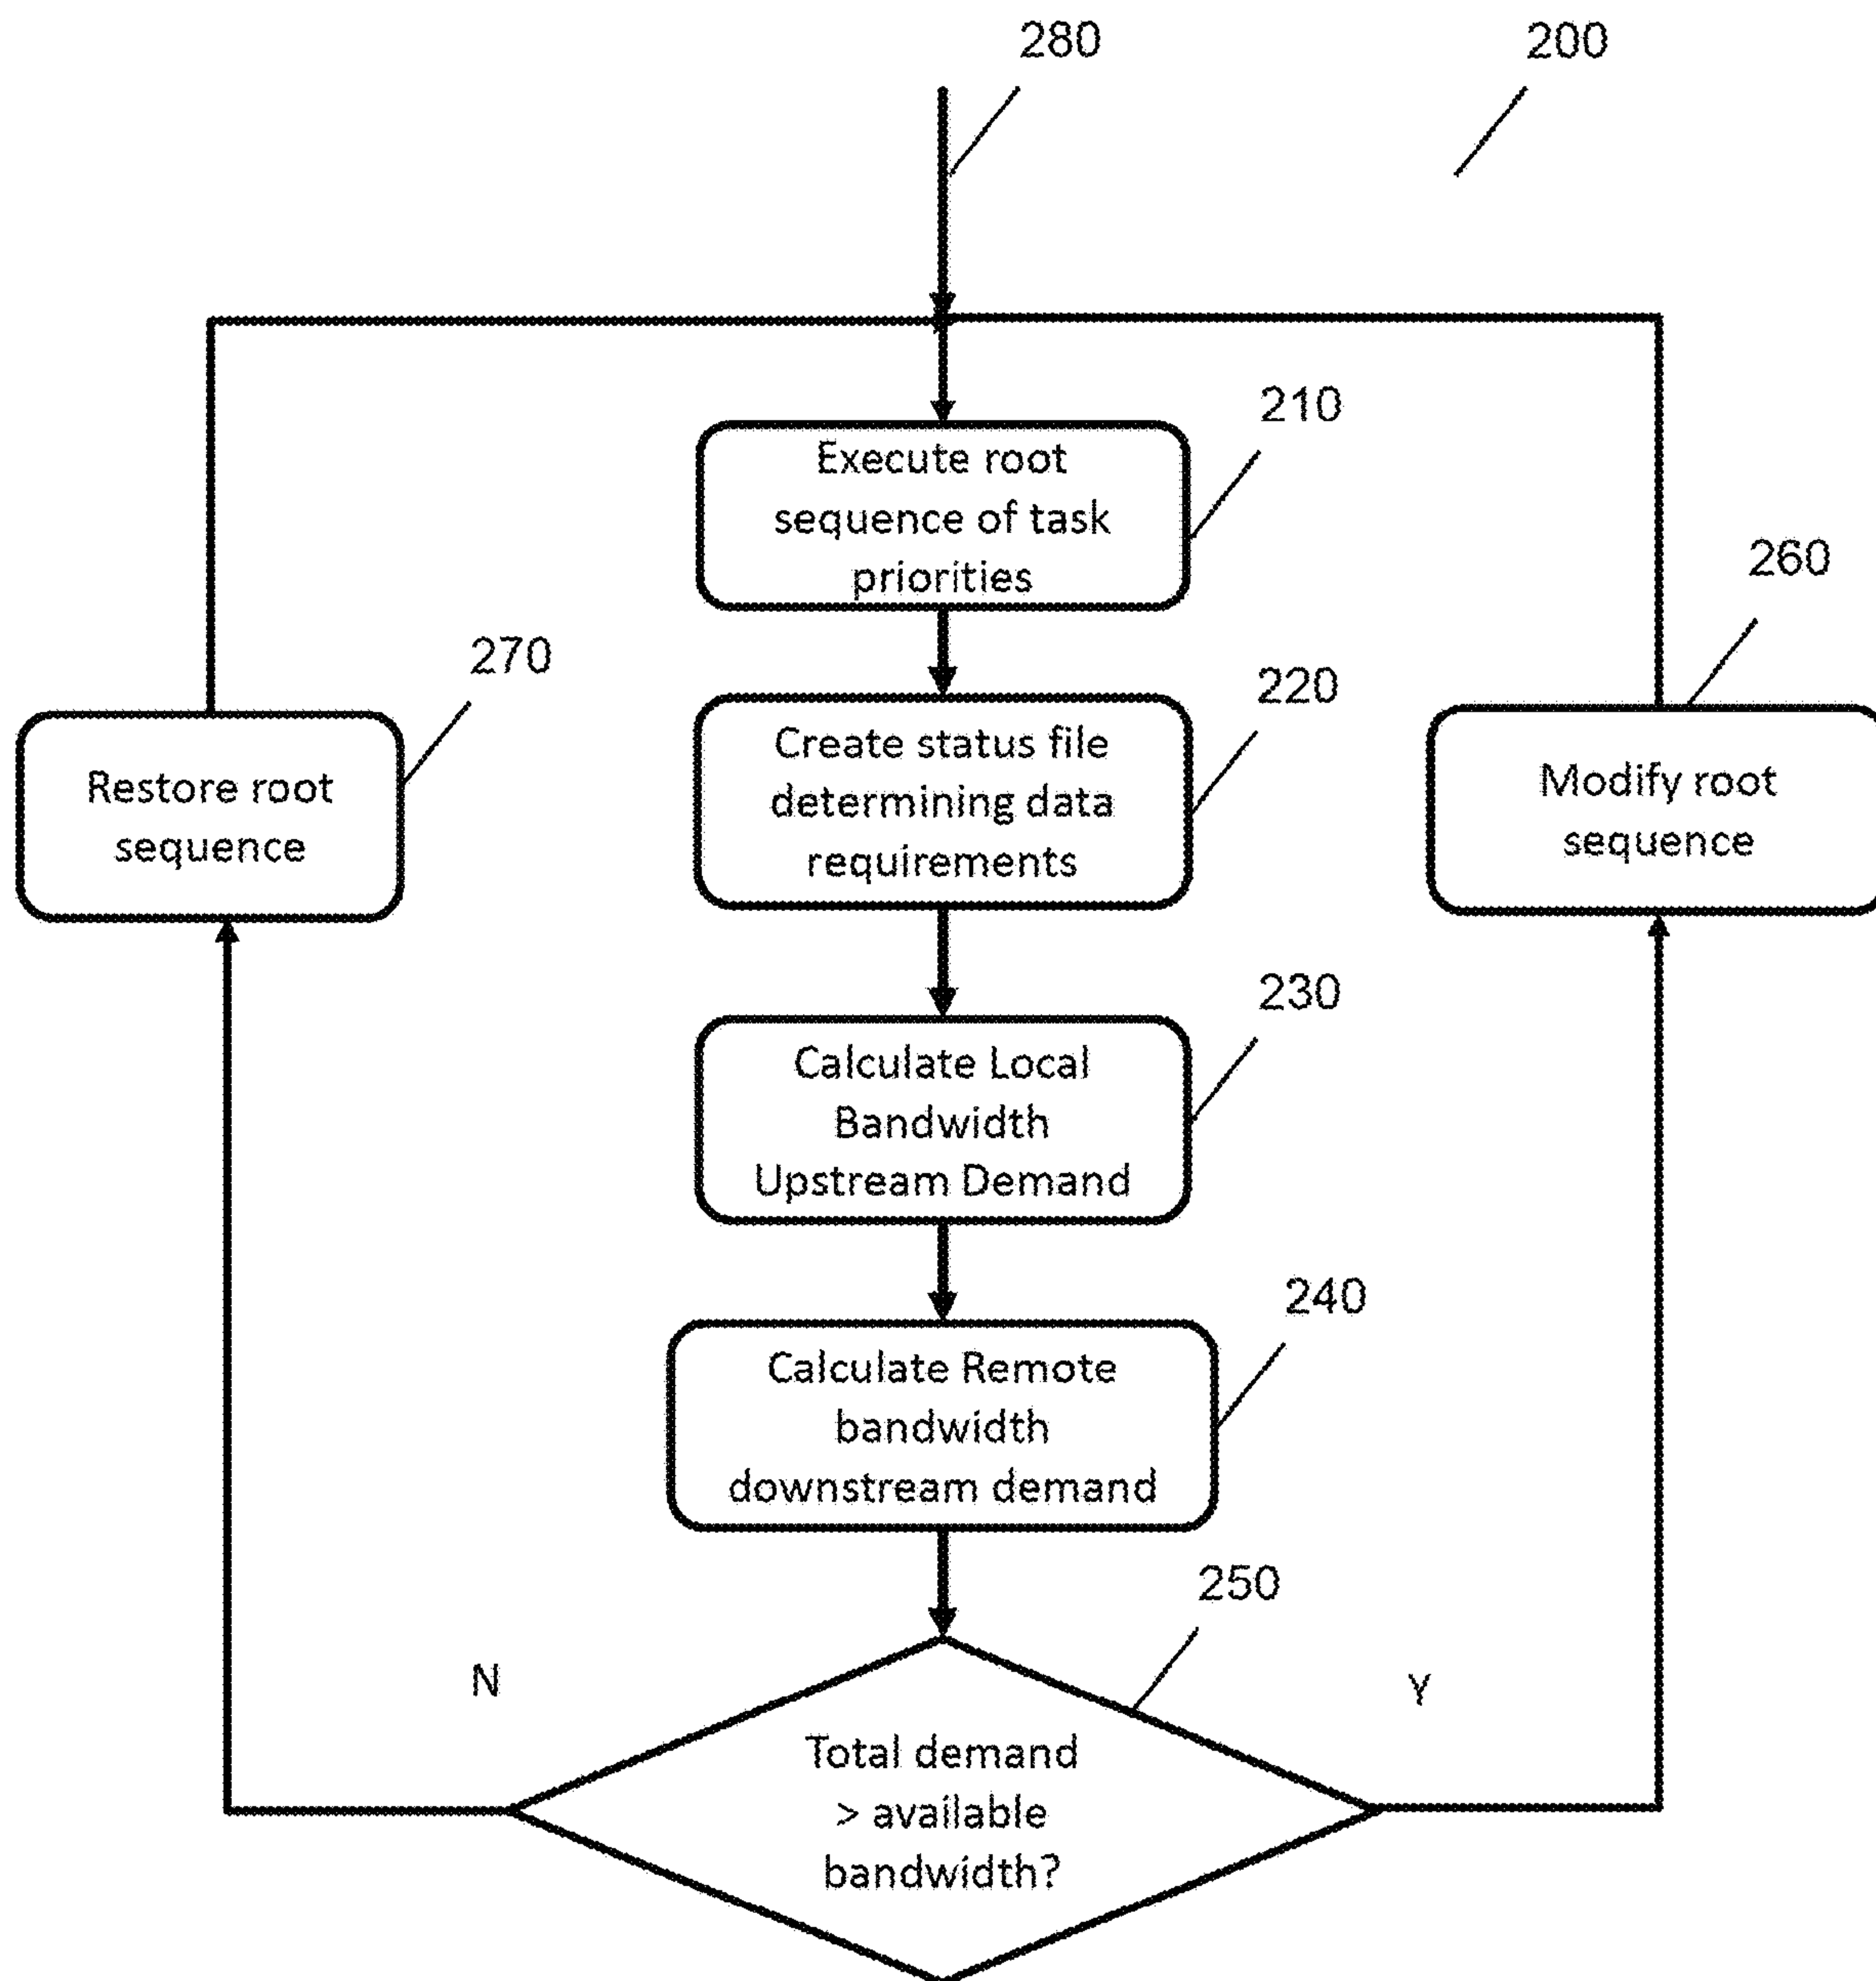 280
200
210
Execute root
sequence of task
priorities
260
270
220
Create status file
determining data
requirements
Restore root
sequence
Modify root
sequence
230
Calculate Local
Bandwidth
Upstream Demand
240
Calculate Remote
bandwidth
downstream demand
250
N
Y
Total demand
> available
bandwidth?